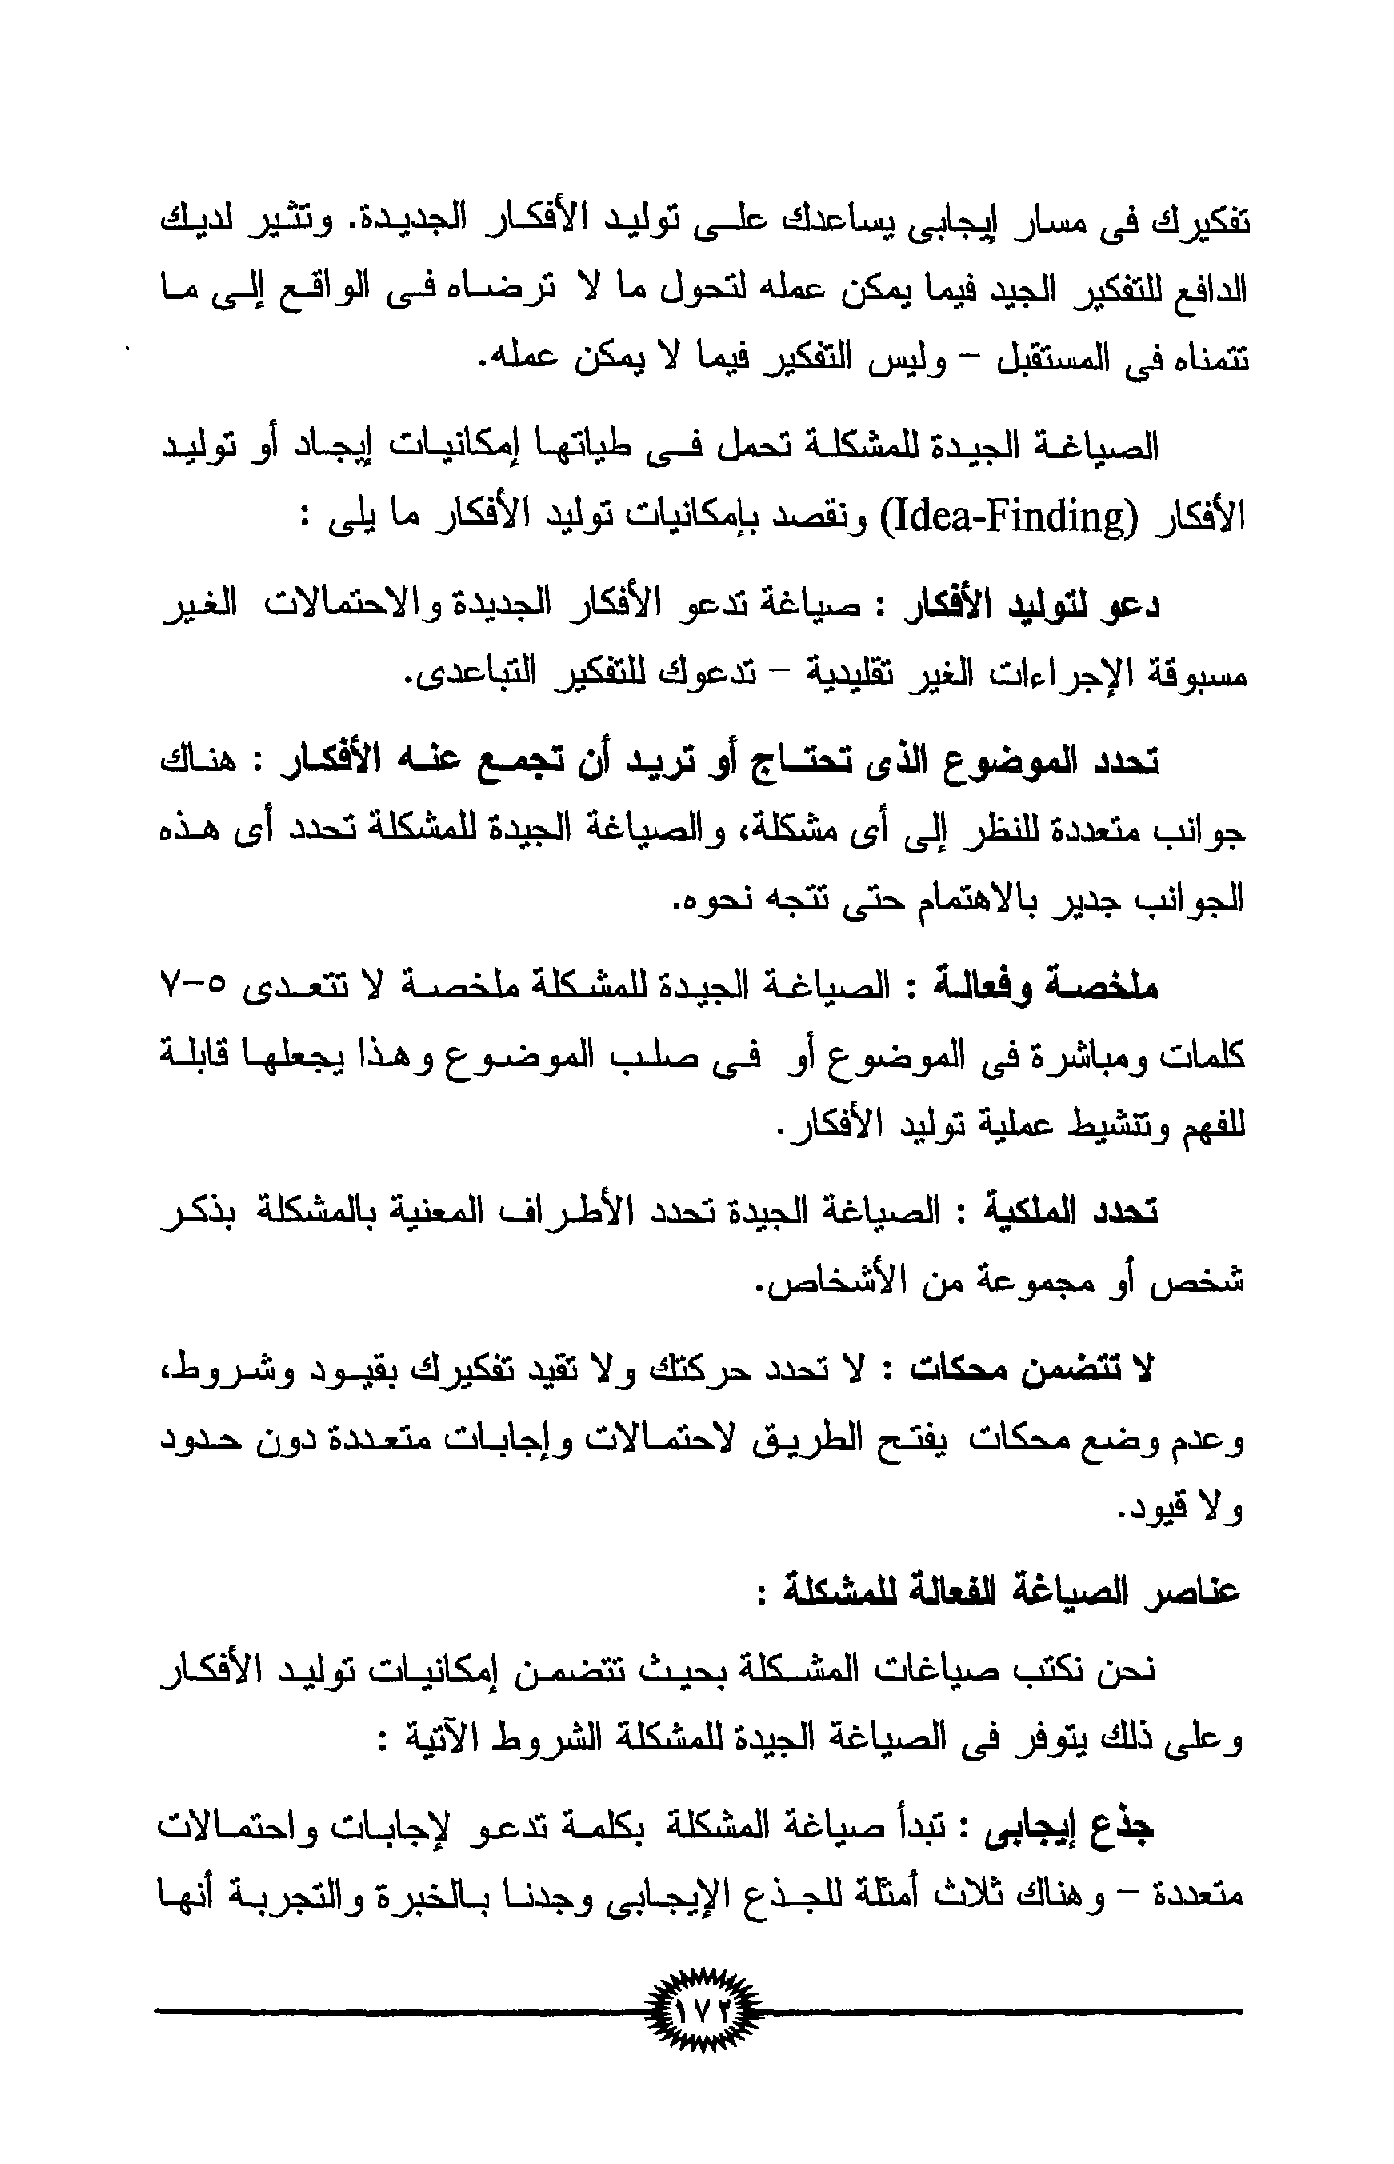 تفكيرك فى مسار إيجابى يساعدك على توليد الأفكار الجديدة. وتثير لديك
الدافع للتفكير الجيد فيما يمكن عمله لتحول ما لا ترضاه فى الواقع إلى ما
تتمناه فى المستقبل - وليس التفكير فيما لا يمكن عمله.
الصياغة الجيدة للمشكلة تحمل فى طياتها إمكانيات إيجاد أو توليد
الأفكار (Idea-Finding) ونقصد بإمكانيات توليد الأفكار ما يلى :
دعو لتوليد الأفكار : صياغة تدعو الأفكار الجديدة والاحتمالات الغير
مسبوقة الإجراءات الغير تقليدية - تدعوك للتفكير التباعدى.
تحدد الموضوع الذى تحتاج أو تريد أن تجمع عنه الأفكار : هناك
جوانب متعددة للنظر إلى أى مشكلة، والصياغة الجيدة للمشكلة تحدد أى هذه
الجوانب جدير بالاهتمام حتى تتجه نحوه.
ملخصة وفعالة : الصياغة الجيدة للمشكلة ملخصة لا تتعدى ٥-٧
كلمات ومباشرة فى الموضوع أو فى صلب الموضوع وهذا يجعلها قابلة
للفهم وتنشيط عملية توليد الأفكار.
تحدد الملكية : الصياغة الجيدة تحدد الأطراف المعنية بالمشكلة بذكر
شخص أو مجموعة من الأشخاص.
لا تتضمن محكات : لا تحدد حركتك ولا تقيد تفكيرك بقيود وشروط،
وعدم وضع محكات يفتح الطريق لاحتمالات وإجابات متعددة دون حدود
ولا قيود.
عناصر الصياغة الفعالة للمشكلة :
نحن نكتب صياغات المشكلة بحيث تتضمن إمكانيات توليد الأفكار
وعلى ذلك يتوفر فى الصياغة الجيدة للمشكلة الشروط الآتية :
جذع إيجابى : تبدأ صياغة المشكلة بكلمة تدعو لإجابات واحتمالات
متعددة - وهناك ثلاث أمثلة للجذع الإيجابى وجدنا بالخبرة والتجربة أنها
١٧٢